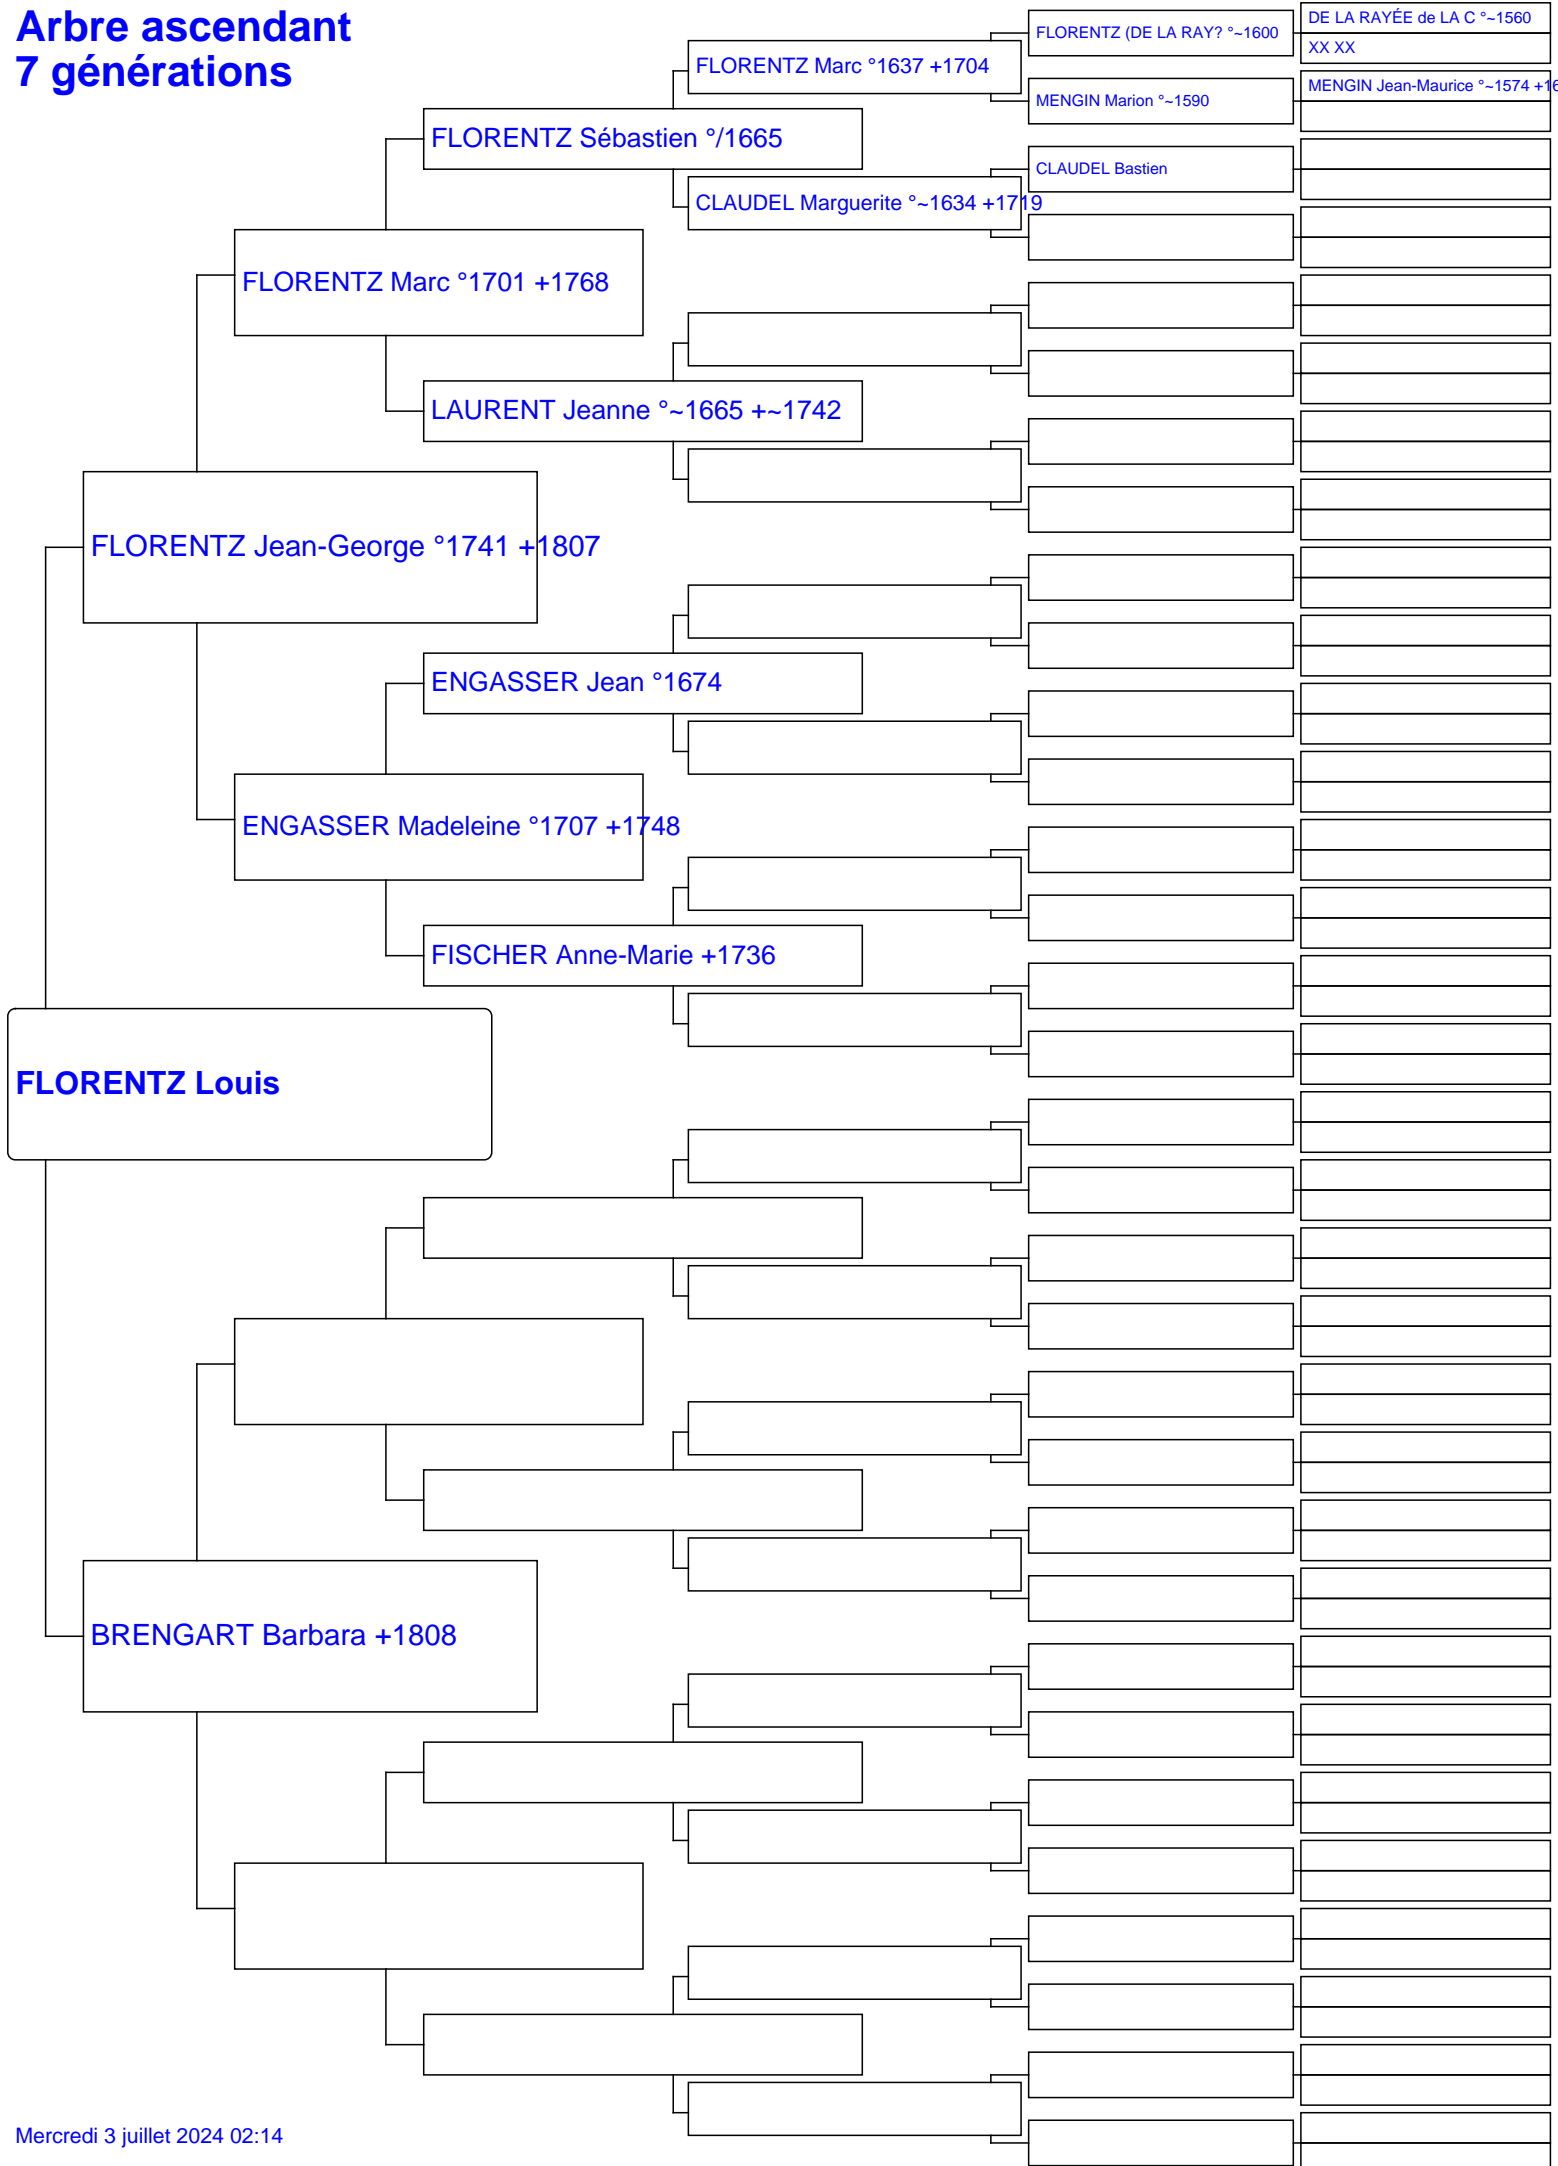 Arbre ascendant
7 générations
FLORENTZ Louis
FLORENTZ Jean-George °1741 +1807
BRENGART Barbara +1808
FLORENTZ Marc °1701 +1768
ENGASSER Madeleine °1707 +1748
FLORENTZ Sébastien °/1665
LAURENT Jeanne °~1665 +~1742
ENGASSER Jean °1674
FISCHER Anne-Marie +1736
FLORENTZ Marc °1637 +1704
CLAUDEL Marguerite °~1634 +1719
FLORENTZ (DE LA RAY? °~1600
MENGIN Marion °~1590
CLAUDEL Bastien
DE LA RAYÉE de LA C °~1560
XX XX
MENGIN Jean-Maurice °~1574
Mercredi 3 juillet 2024 02:14